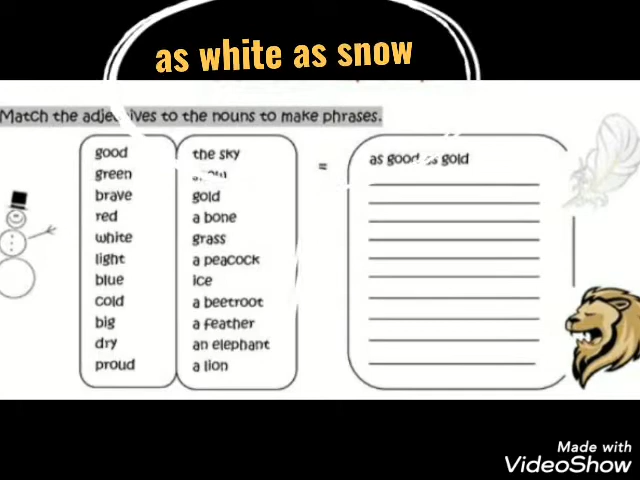 as white as snow
Match the adjectives to the nouns to make phrases.
good the sky = as good as gold
green snow
brave gold
red a bone
white grass
light a peacock
blue ice
cold a beetroot
big a feather
dry an elephant
proud a lion
Made with
VideoShow